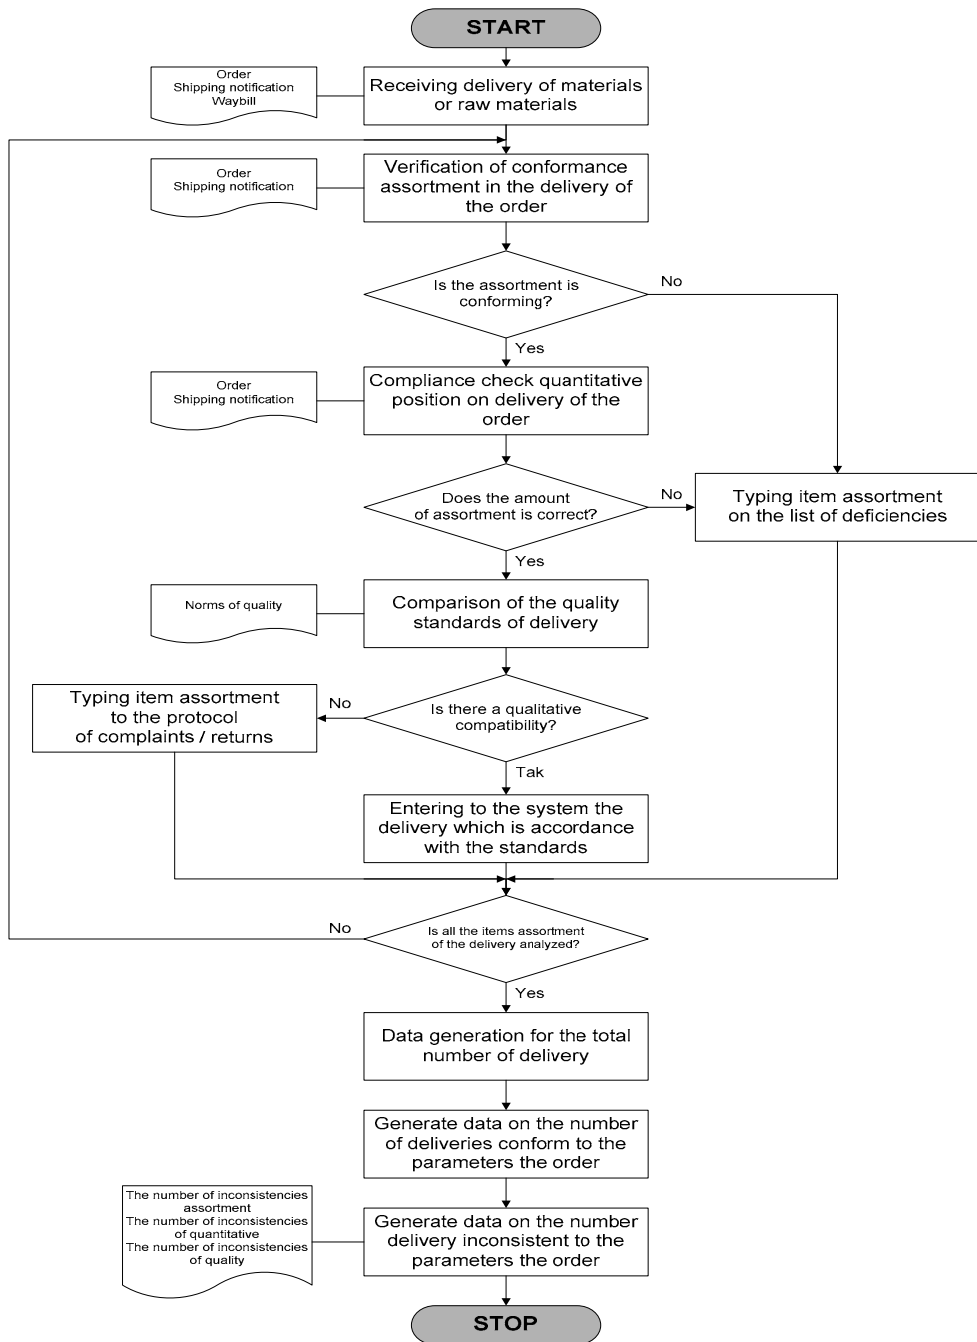 START
Order
Shipping notification
Waybill
Receiving delivery of materials
or raw materials
Order
Shipping notification
Verification of conformance
assortment in the delivery of
the order
Is the assortment is
conforming?
No
Yes
Order
Shipping notification
Compliance check quantitative
position on delivery of the
order
Does the amount
of assortment is correct?
No
Typing item assortment
on the list of deficiencies
Yes
Norms of quality
Comparison of the quality
standards of delivery
Typing item assortment
to the protocol
of complaints / returns
No
Is there a qualitative
compatibility?
Tak
Entering to the system the
delivery which is accordance
with the standards
No
Is all the items assortment
of the delivery analyzed?
Yes
Data generation for the total
number of delivery
Generate data on the number
of deliveries conform to the
parameters the order
The number of inconsistencies
assortment
The number of inconsistencies
of quantitative
The number of inconsistencies
of quality
Generate data on the number
delivery inconsistent to the
parameters the order
STOP